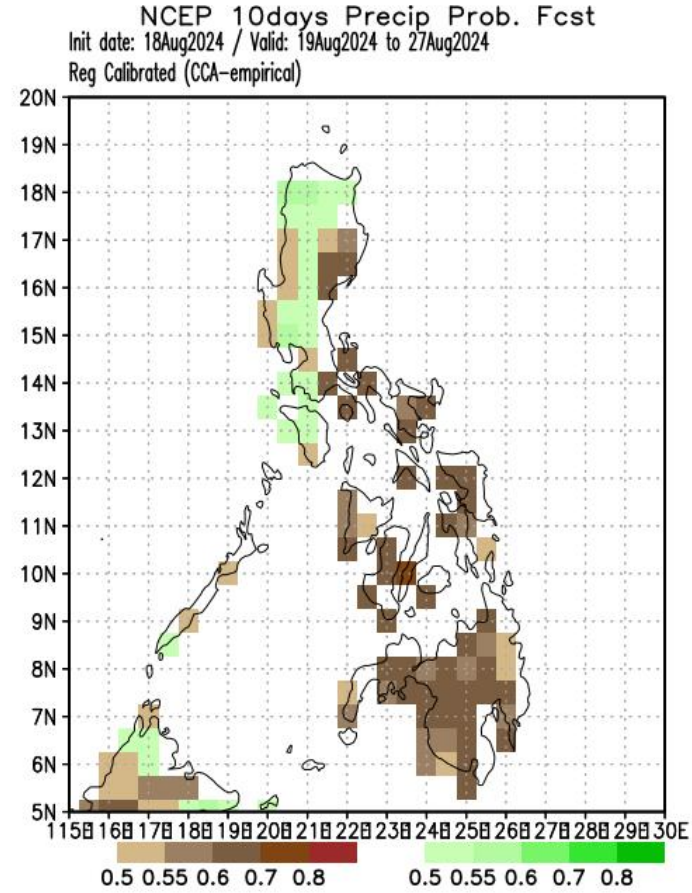 NCEP 10days Precip Prob. Fcst
Init date: 18Aug2024 / Valid: 19Aug2024 to 27Aug2024
Reg Calibrated (CCA-empirical)
20N
19N
18N
17N
16N
15N
14N
13N
12N
11N
10N
9N
8N
7N
6N
5N
115E 116E 117E 118E 119E 120E 121E 122E 123E 124E 125E 126E 127E 128E 129E 130E
0.5 0.55 0.6 0.7 0.8 0.5 0.55 0.6 0.7 0.8